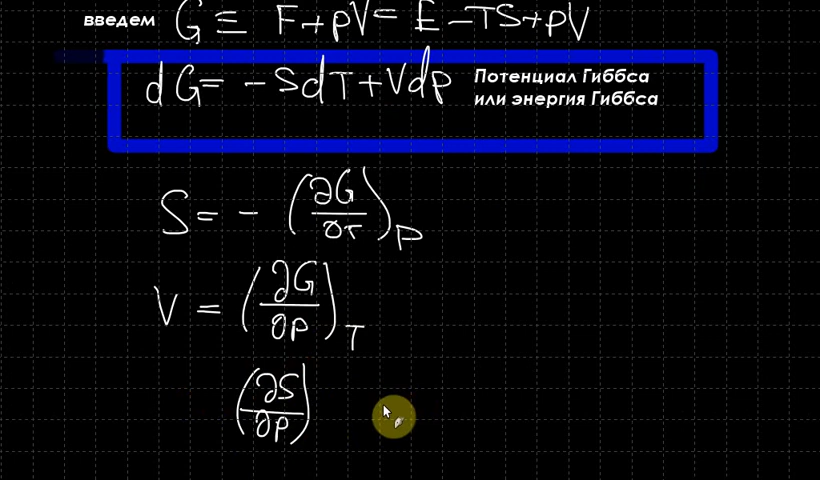 введем G ≡ F + pV = E − TS + pV
dG = − SdT + Vdp Потенциал Гиббса
или энергия Гиббса
S = − (∂G/∂T)p
V = (∂G/∂p)T
(∂S/∂p)